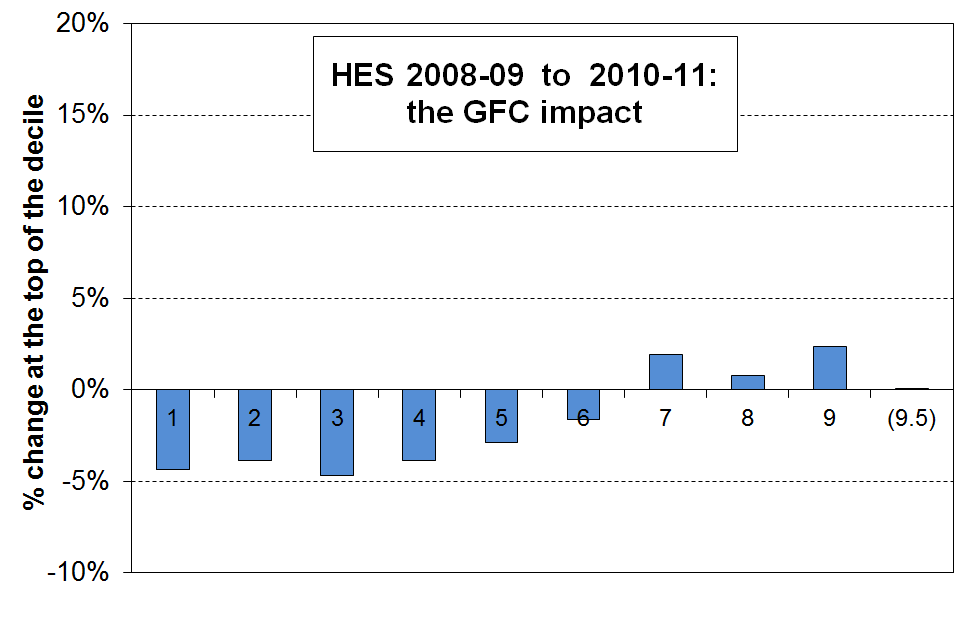 20%
HES 2008-09 to 2010-11:
the GFC impact
15%
10%
5%
0%
-5%
-10%
% change at the top of the decile
1 2 3 4 5 6 7 8 9 (9.5)